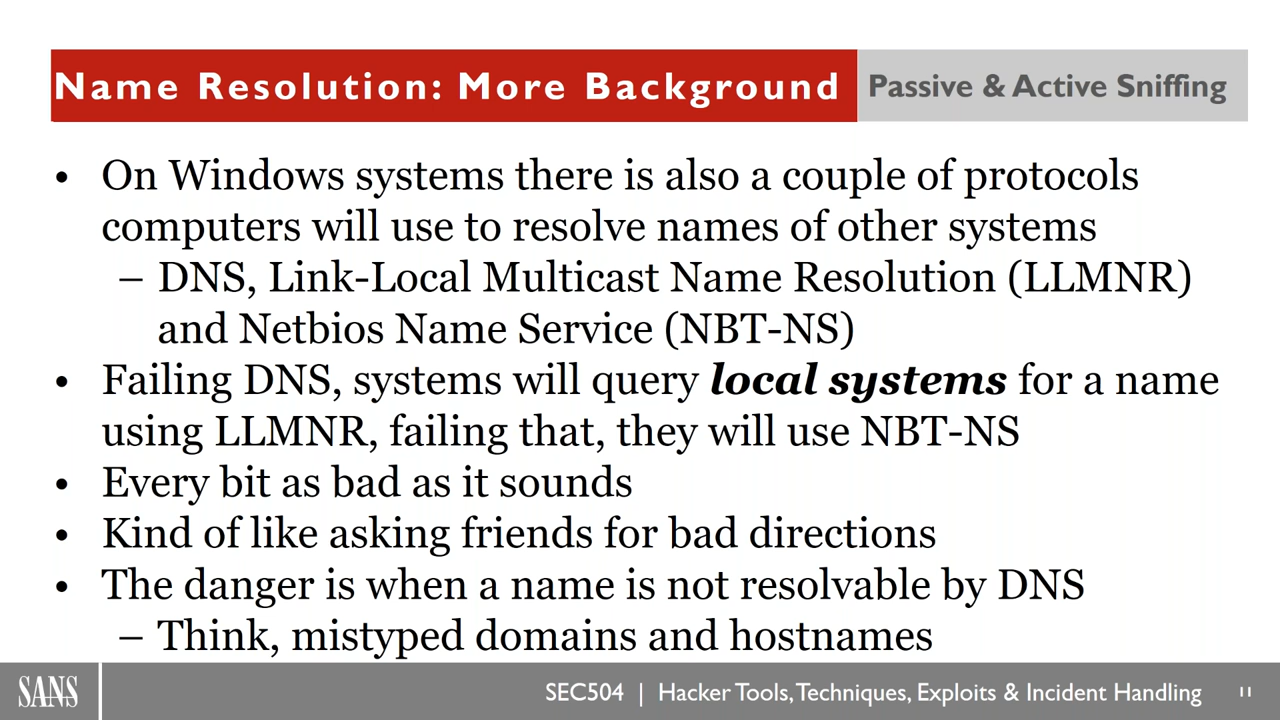 Name Resolution: More Background
Passive & Active Sniffing
• On Windows systems there is also a couple of protocols
computers will use to resolve names of other systems
– DNS, Link-Local Multicast Name Resolution (LLMNR)
and Netbios Name Service (NBT-NS)
• Failing DNS, systems will query local systems for a name
using LLMNR, failing that, they will use NBT-NS
• Every bit as bad as it sounds
• Kind of like asking friends for bad directions
• The danger is when a name is not resolvable by DNS
– Think, mistyped domains and hostnames
SANS
SEC504 | Hacker Tools, Techniques, Exploits & Incident Handling
11